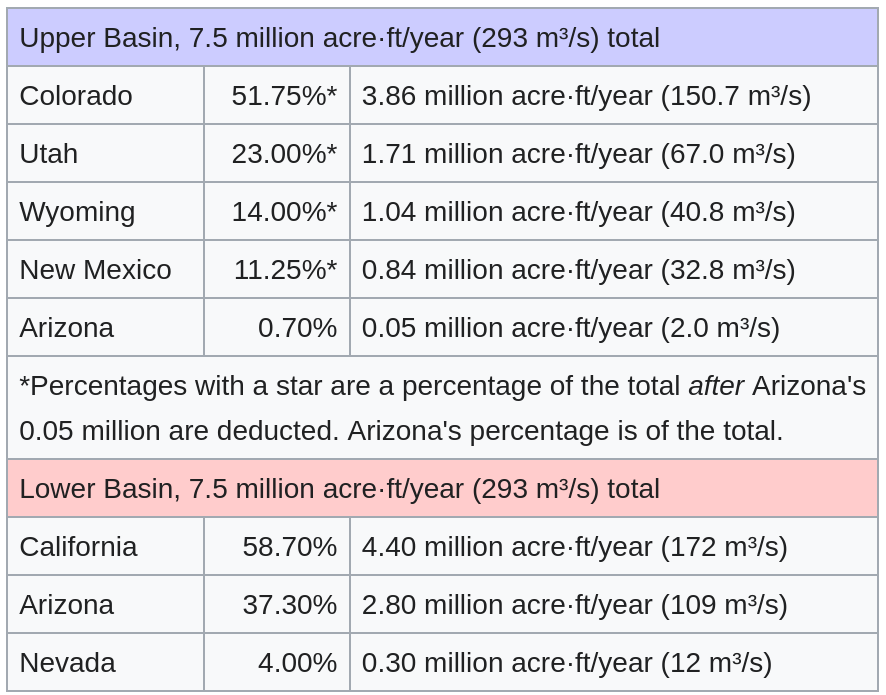 Upper Basin, 7.5 million acre·ft/year (293 m³/s) total
Colorado 51.75%* 3.86 million acre·ft/year (150.7 m³/s)
Utah 23.00%* 1.71 million acre·ft/year (67.0 m³/s)
Wyoming 14.00%* 1.04 million acre·ft/year (40.8 m³/s)
New Mexico 11.25%* 0.84 million acre·ft/year (32.8 m³/s)
Arizona 0.70% 0.05 million acre·ft/year (2.0 m³/s)
*Percentages with a star are a percentage of the total after Arizona's
0.05 million are deducted. Arizona's percentage is of the total.
Lower Basin, 7.5 million acre·ft/year (293 m³/s) total
California 58.70% 4.40 million acre·ft/year (172 m³/s)
Arizona 37.30% 2.80 million acre·ft/year (109 m³/s)
Nevada 4.00% 0.30 million acre·ft/year (12 m³/s)